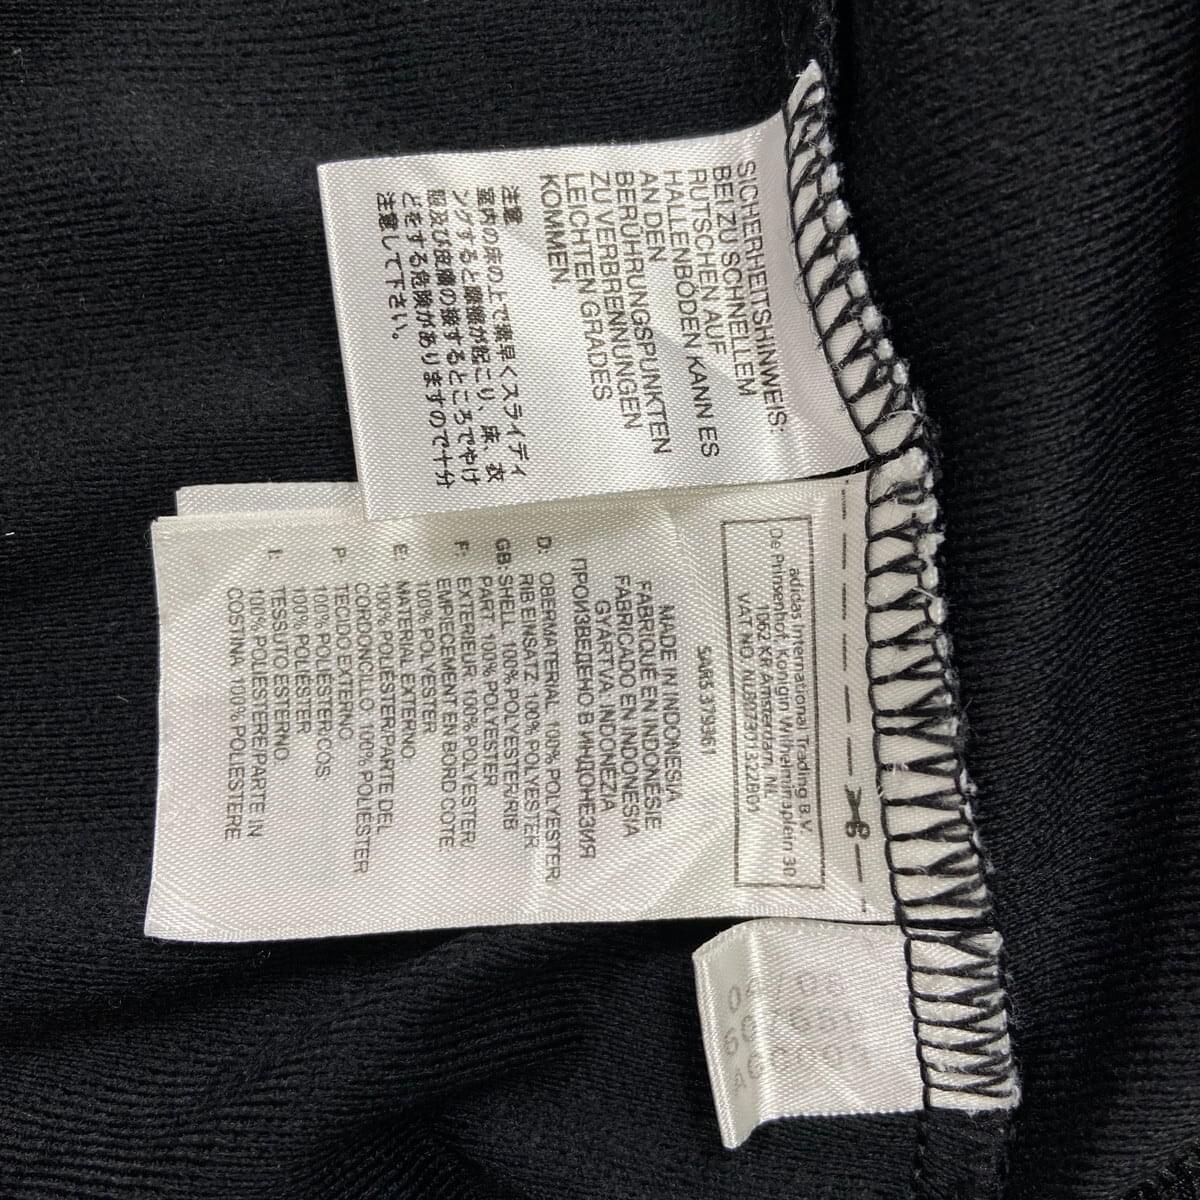 SICHERHEITSHINWEIS:
BEI ZU SCHNELLEM
RUTSCHEN AUF
HALLENBÖDEN KANN ES
AN DEN
BERÜHRUNGSPUNKTEN
ZU VERBRENNUNGEN
LEICHTEN GRADES
KOMMEN
注意
室内の床の上で素早くスライディ
ングすると摩擦が起こり、床、衣
服及び皮膚の接するところでやけ
どをする危険がありますので十分
注意して下さい。
adidas International Trading B.V.
De Prinsenhof, Konigin Wilhelminaplein 30
1062 KR Amsterdam, NL
VAT NO. NL807391322B01
SARS 379361
MADE IN INDONESIA
FABRIQUÉ EN INDONÉSIE
FABRICADO EN INDONESIA
GYÁRTVA: INDONÉZIA
ПРОИЗВЕДЕНО В ИНДОНЕЗИЯ
D: OBERMATERIAL: 100% POLYESTER/
RIB EINSATZ: 100% POLYESTER
GB: SHELL: 100% POLYESTER/RIB
PART: 100% POLYESTER
F: EXTERIEUR: 100% POLYESTER/
EMPIECEMENT EN BORD COTE:
100% POLYESTER
E: MATERIAL EXTERNO:
100% POLIÉSTER/PARTE DEL
CORDONCILLO: 100% POLIÉSTER
P: TECIDO EXTERNO:
100% POLIÉSTER/COS:
100% POLIÉSTER
I: TESSUTO ESTERNO:
100% POLIESTERE/PARTE IN
COSTINA: 100% POLIESTERE